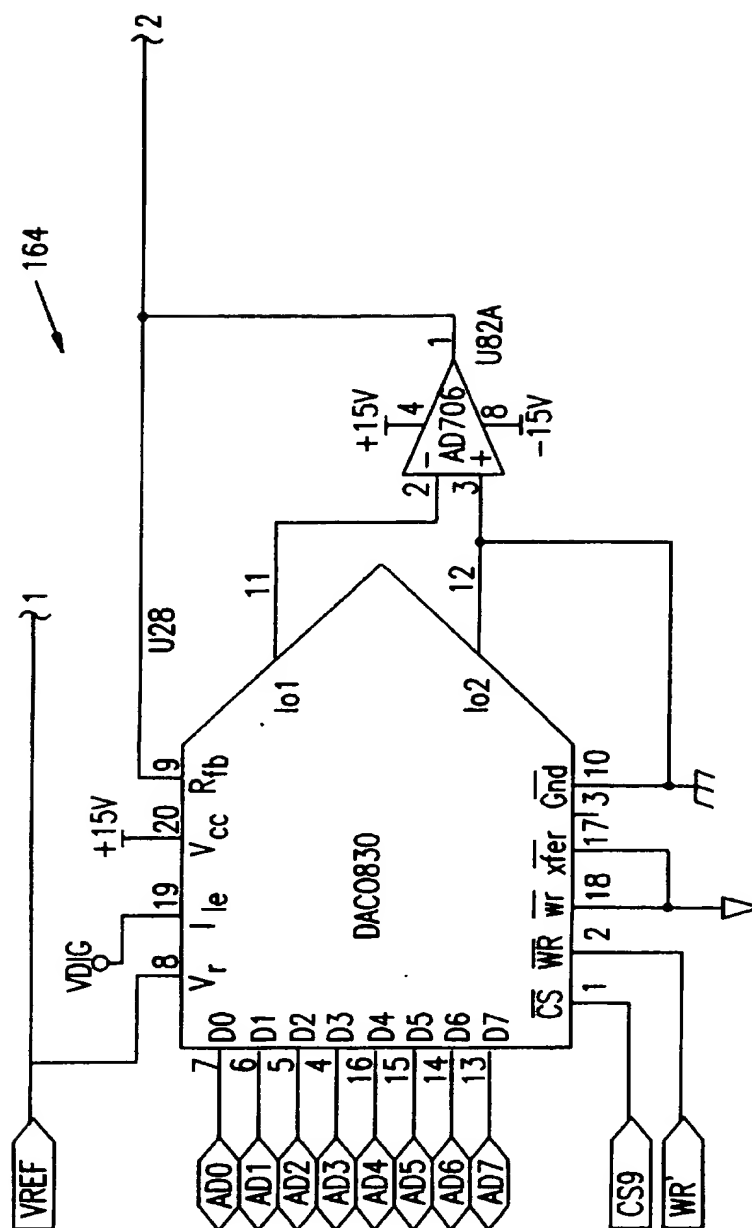 164
VREF
1
2
U28
VDIG
+15V
8
19
20
9
Vr
Ile
Vcc
Rfb
AD0
7
D0
AD1
6
D1
AD2
5
D2
AD3
4
D3
AD4
16
D4
AD5
15
D5
AD6
14
D6
AD7
13
D7
DAC0830
Io1
11
Io2
12
2
3
-
+
AD706
+15V
4
8
-15V
1
U82A
CS
WR
wr
xfer
Gnd
1
2
18
17
3
10
CS9
WR'